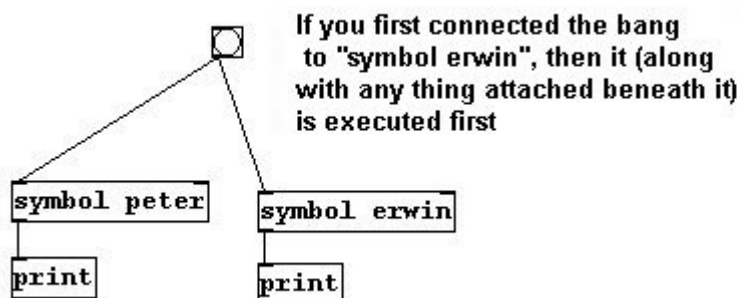 If you first connected the bang
to "symbol erwin", then it (along
with any thing attached beneath it)
is executed first
symbol peter
symbol erwin
print
print